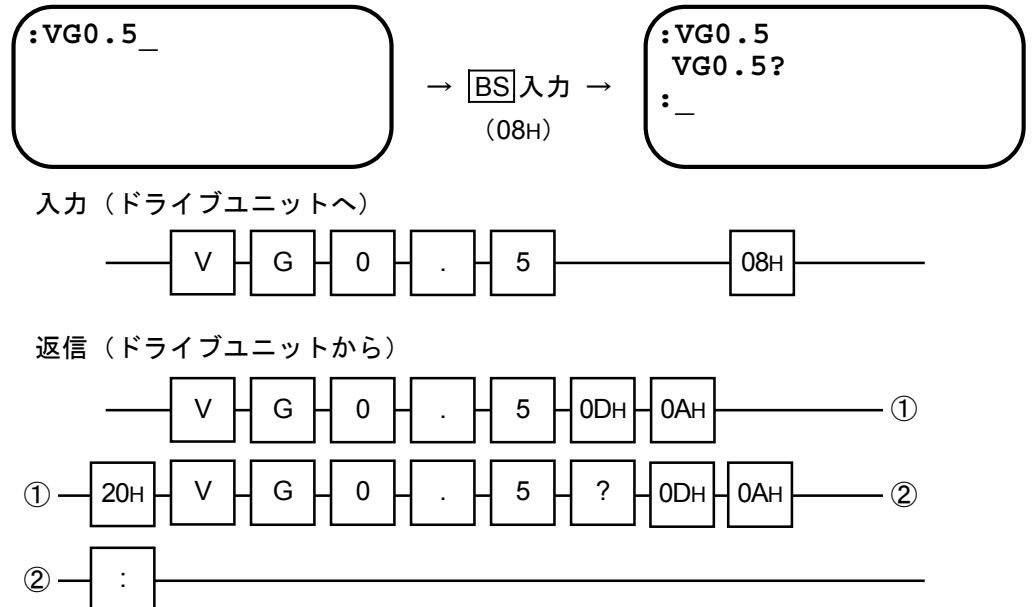 :VG0.5_
→ BS入力 →
（08H）
:VG0.5
VG0.5?
:_
入力（ドライブユニットへ）
V G 0 . 5 08H
返信（ドライブユニットから）
V G 0 . 5 0DH 0AH ①
① 20H V G 0 . 5 ? 0DH 0AH ②
② :